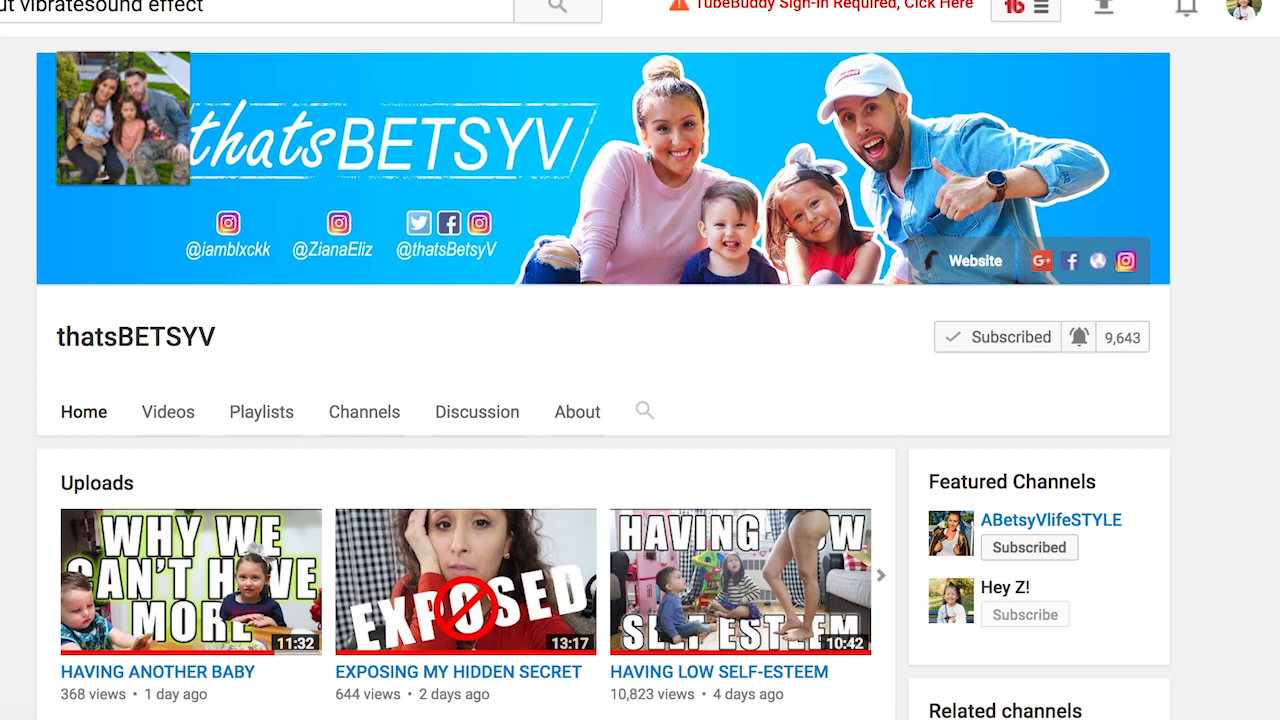 ut vibratesound effect
TubeBuddy Sign-in Required, Click Here
thatsBETSYV
@iamblxckk @ZianaEliz @thatsBetsyV
Website G+
thatsBETSYV
Subscribed 9,643
Home Videos Playlists Channels Discussion About
Uploads
WHY WE
CAN'T HAVE
MORE
11:32
EXPOSED
13:17
HAVING LOW
SELF ESTEEM
10:42
HAVING ANOTHER BABY
368 views • 1 day ago
EXPOSING MY HIDDEN SECRET
644 views • 2 days ago
HAVING LOW SELF-ESTEEM
10,823 views • 4 days ago
Featured Channels
ABetsyVlifeSTYLE
Subscribed
Hey Z!
Subscribe
Related channels